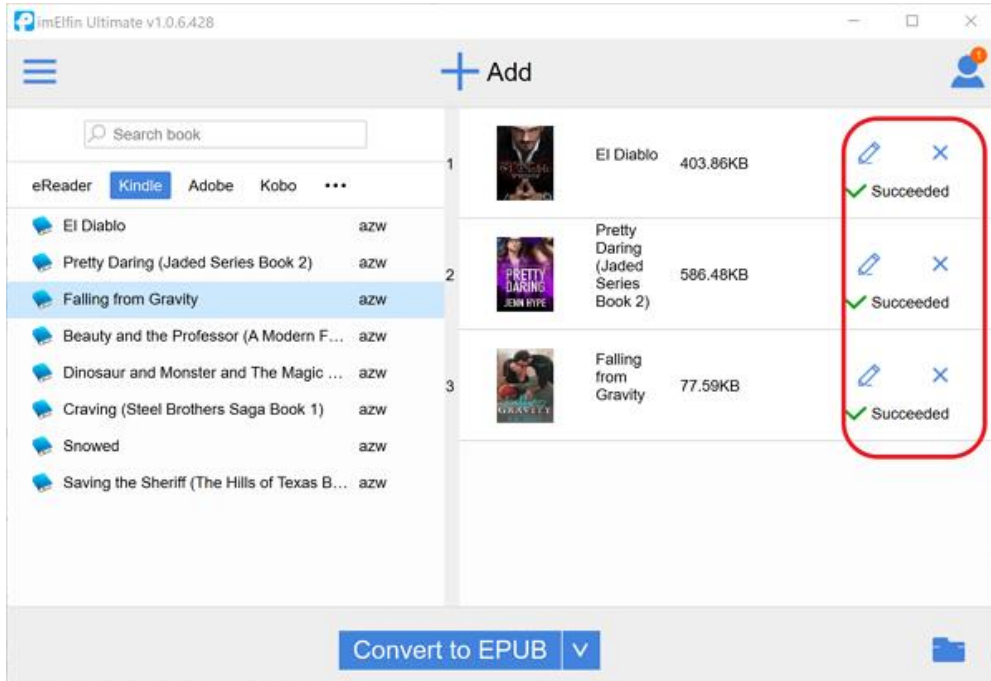 imElfin Ultimate v1.0.6.428
Add
1
Search book
eReader Kindle Adobe Kobo •••
El Diablo azw
Pretty Daring (Jaded Series Book 2) azw
Falling from Gravity azw
Beauty and the Professor (A Modern F... azw
Dinosaur and Monster and The Magic ... azw
Craving (Steel Brothers Saga Book 1) azw
Snowed azw
Saving the Sheriff (The Hills of Texas B... azw
1
El Diablo 403.86KB
Succeeded
2
PRETTY
DARING
JENN HYPE
Pretty
Daring
(Jaded
Series
Book 2)
586.48KB
Succeeded
3
GRAVITY
Falling
from
Gravity
77.59KB
Succeeded
Convert to EPUB